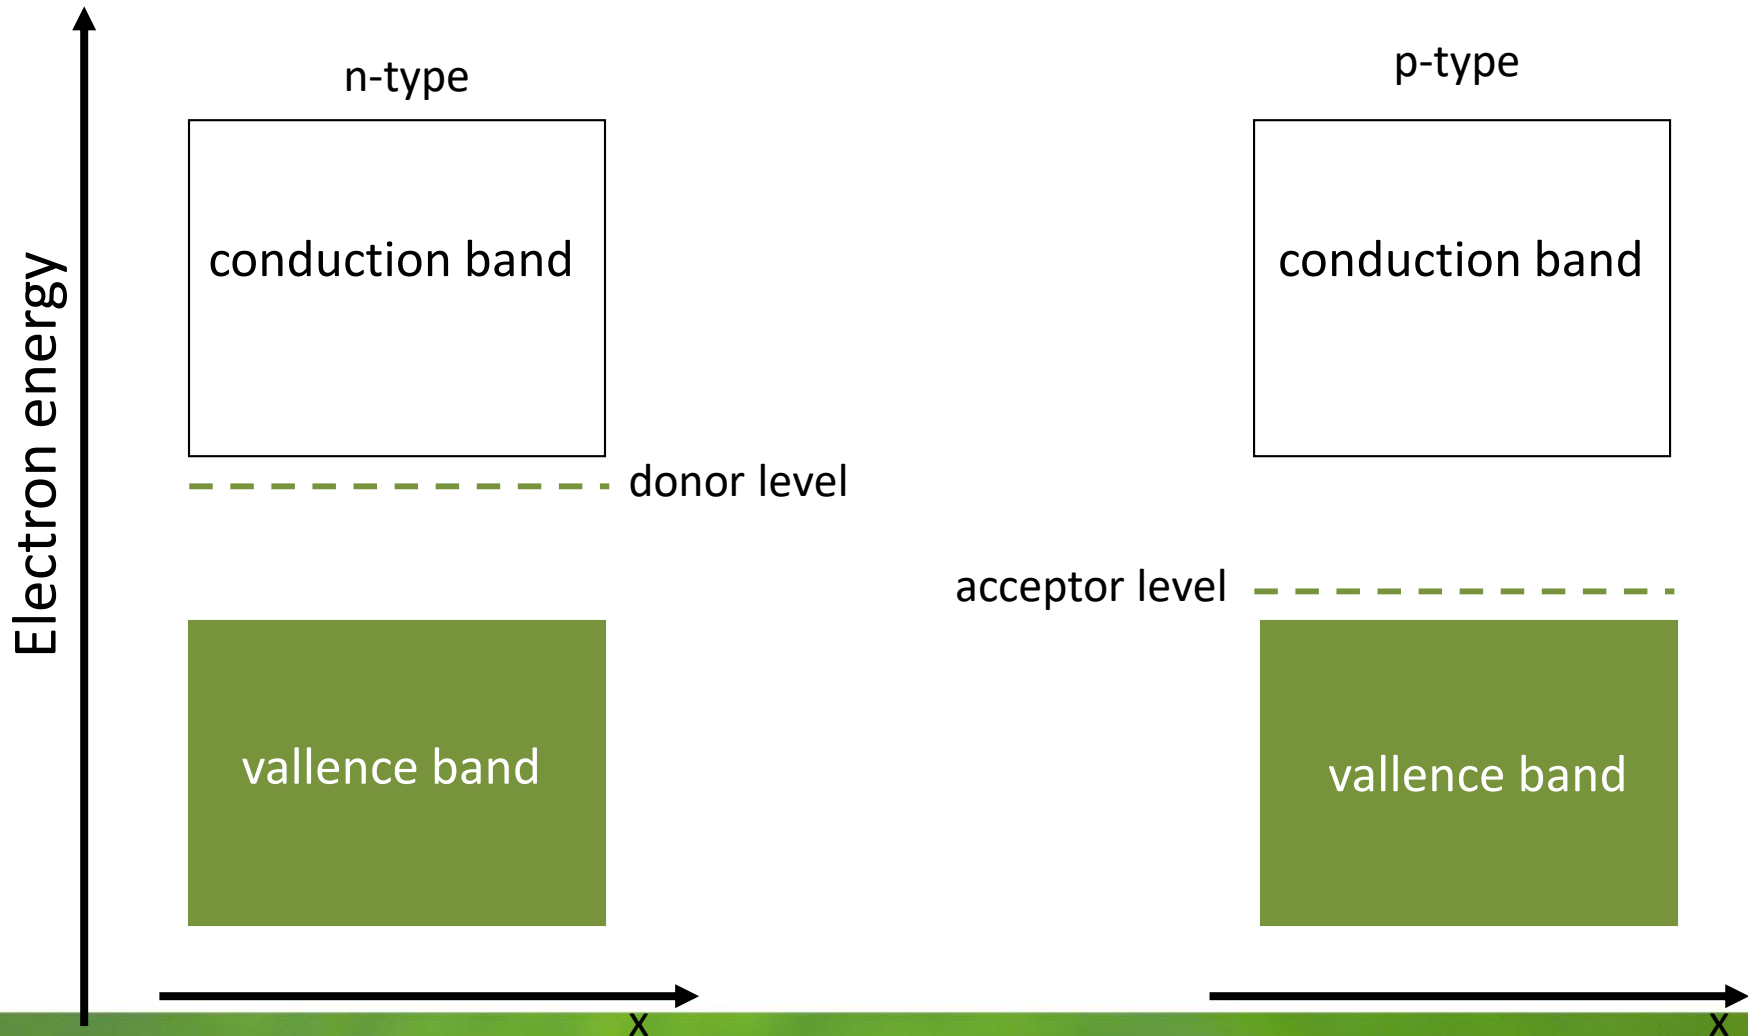 Electron energy
n-type
conduction band
donor level
vallence band
x
p-type
conduction band
acceptor level
vallence band
x